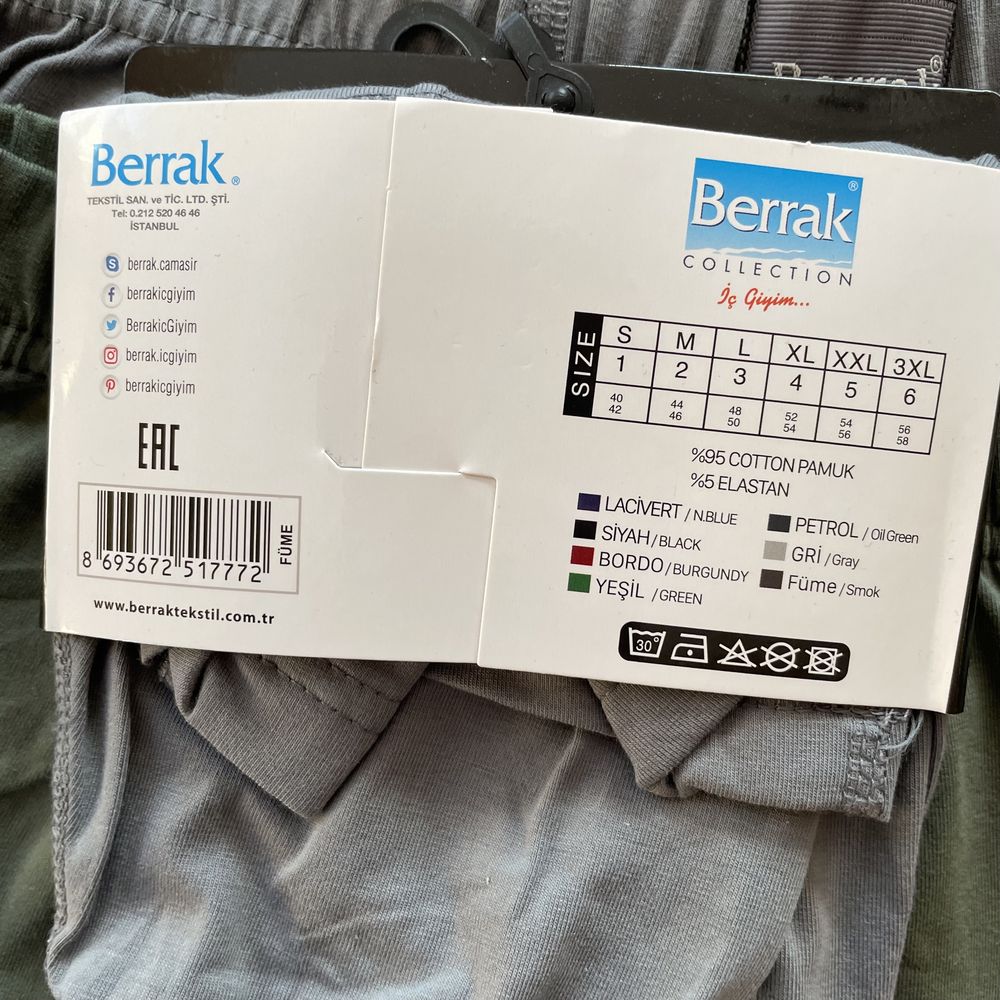 Berrak®
TEKSTİL SAN. ve TİC. LTD. ŞTİ.
Tel: 0.212 520 46 46
İSTANBUL
berrak.camasir
berrakicgiyim
BerrakicGiyim
berrak.icgiyim
berrakicgiyim
EAC
8 693672 517772
FÜME
www.berraktekstil.com.tr
Berrak®
COLLECTION
İç Giyim...
SIZE
S M L XL XXL 3XL
1 2 3 4 5 6
40 44 48 52 54 56
42 46 50 54 56 58
%95 COTTON PAMUK
%5 ELASTAN
LACİVERT / N.BLUE
SİYAH / BLACK
BORDO / BURGUNDY
YEŞİL / GREEN
PETROL / Oil Green
GRİ / Gray
Füme / Smok
30°